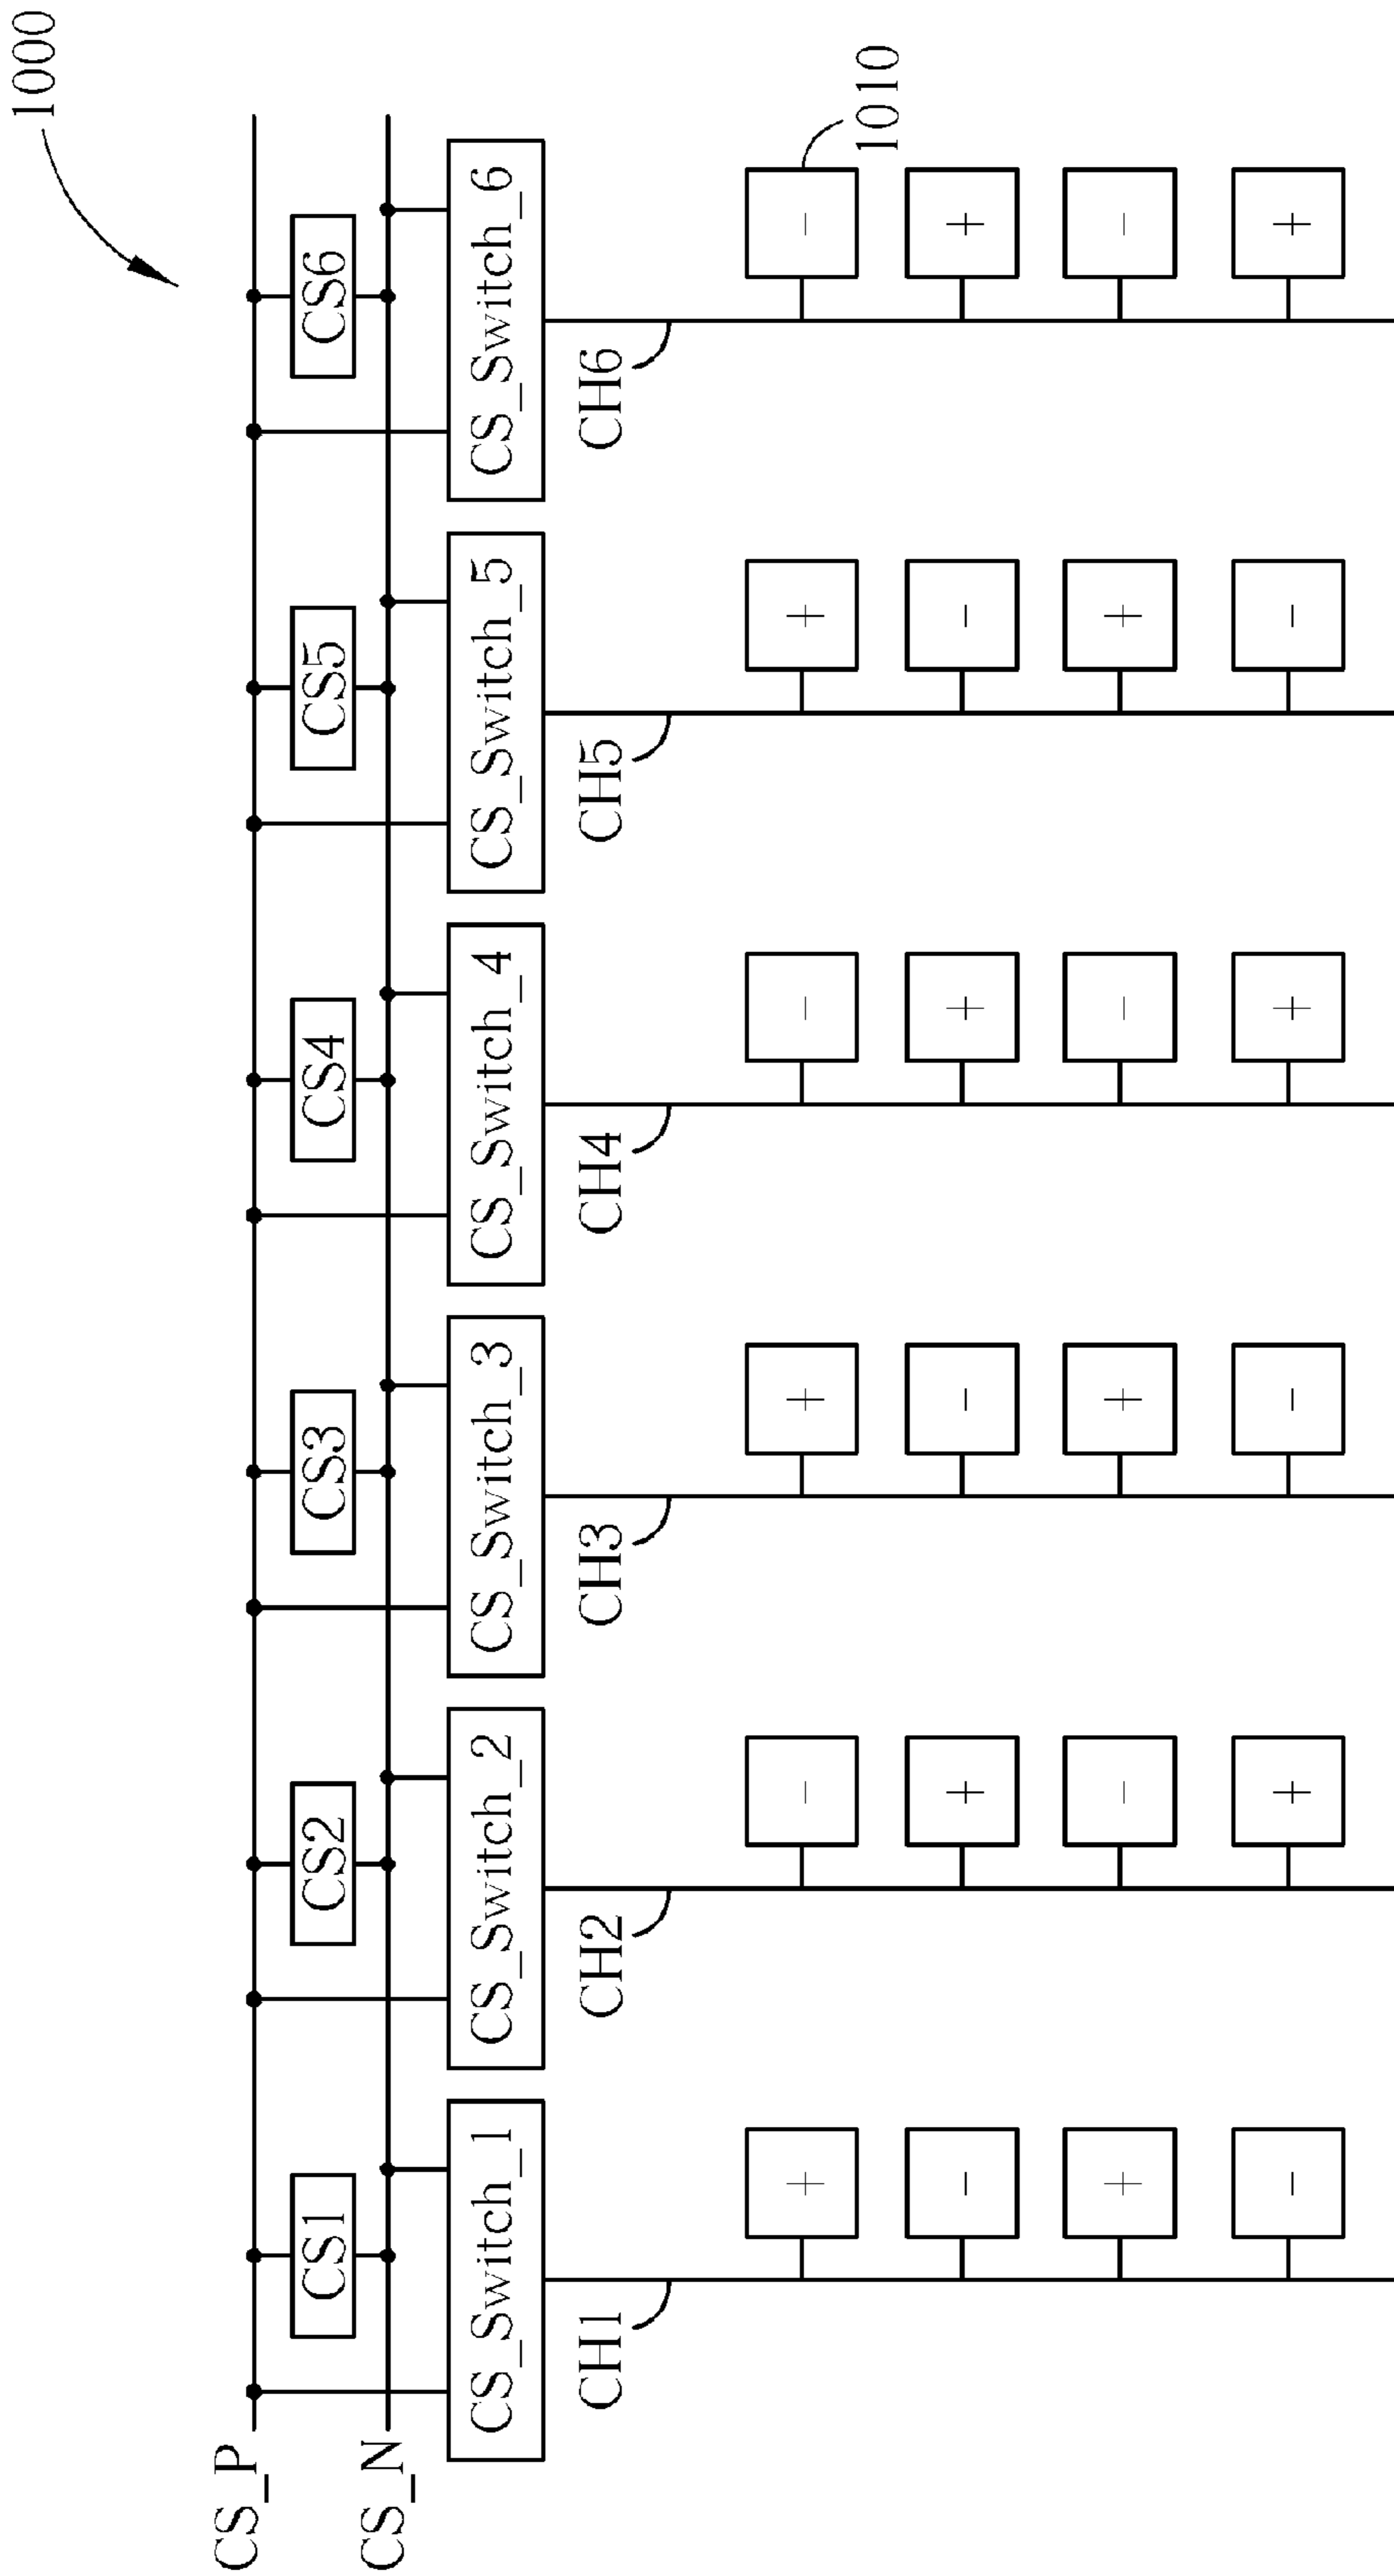 1000
CS_P
CS1
CS2
CS3
CS4
CS5
CS6
CS_N
CS_Switch_1
CS_Switch_2
CS_Switch_3
CS_Switch_4
CS_Switch_5
CS_Switch_6
CH1
CH2
CH3
CH4
CH5
CH6
+ - + - + -
1010
- + - + - +
+ - + - + -
- + - + - +